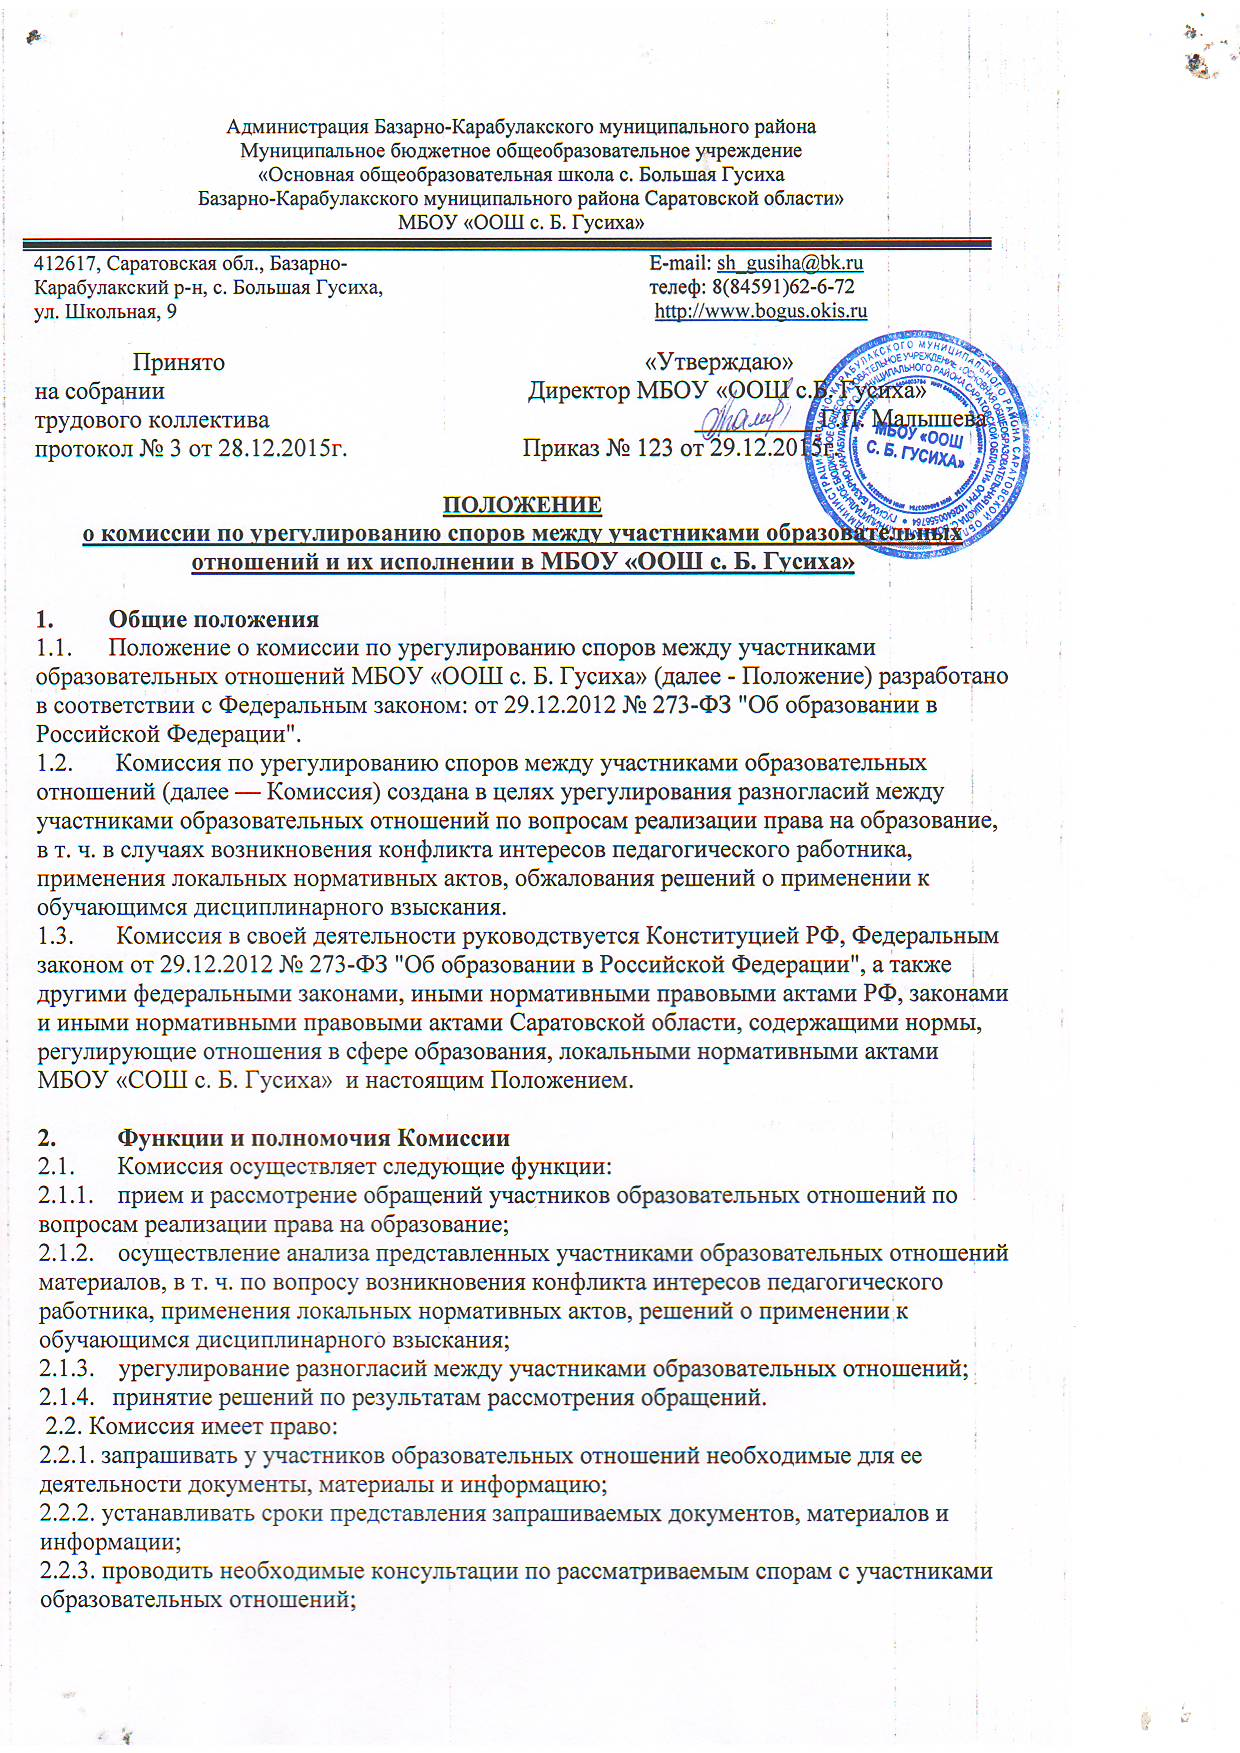 Администрация Базарно-Карабулакского муниципального района
Муниципальное бюджетное общеобразовательное учреждение
«Основная общеобразовательная школа с. Большая Гусиха
Базарно-Карабулакского муниципального района Саратовской области»
МБОУ «ООШ с. Б. Гусиха»
412617, Саратовская обл., Базарно-
Карабулакский р-н, с. Большая Гусиха,
ул. Школьная, 9
E-mail: sh_gusiha@bk.ru
телеф: 8(84591)62-6-72
http://www.bogus.okis.ru
Принято
на собрании
трудового коллектива
протокол № 3 от 28.12.2015г.
«Утверждаю»
Директор МБОУ «ООШ с.Б. Гусиха»
Г.П. Малышева
Приказ № 123 от 29.12.2015г.
МБОУ «ООШ
С. Б. ГУСИХА»
ПОЛОЖЕНИЕ
о комиссии по урегулированию споров между участниками образовательных
отношений и их исполнении в МБОУ «ООШ с. Б. Гусиха»
1. Общие положения
1.1. Положение о комиссии по урегулированию споров между участниками
образовательных отношений МБОУ «ООШ с. Б. Гусиха» (далее - Положение) разработано
в соответствии с Федеральным законом: от 29.12.2012 № 273-ФЗ "Об образовании в
Российской Федерации".
1.2. Комиссия по урегулированию споров между участниками образовательных
отношений (далее — Комиссия) создана в целях урегулирования разногласий между
участниками образовательных отношений по вопросам реализации права на образование,
в т. ч. в случаях возникновения конфликта интересов педагогического работника,
применения локальных нормативных актов, обжалования решений о применении к
обучающимся дисциплинарного взыскания.
1.3. Комиссия в своей деятельности руководствуется Конституцией РФ, Федеральным
законом от 29.12.2012 № 273-ФЗ "Об образовании в Российской Федерации", а также
другими федеральными законами, иными нормативными правовыми актами РФ, законами
и иными нормативными правовыми актами Саратовской области, содержащими нормы,
регулирующие отношения в сфере образования, локальными нормативными актами
МБОУ «СОШ с. Б. Гусиха» и настоящим Положением.
2. Функции и полномочия Комиссии
2.1. Комиссия осуществляет следующие функции:
2.1.1. прием и рассмотрение обращений участников образовательных отношений по
вопросам реализации права на образование;
2.1.2. осуществление анализа представленных участниками образовательных отношений
материалов, в т. ч. по вопросу возникновения конфликта интересов педагогического
работника, применения локальных нормативных актов, решений о применении к
обучающимся дисциплинарного взыскания;
2.1.3. урегулирование разногласий между участниками образовательных отношений;
2.1.4. принятие решений по результатам рассмотрения обращений.
2.2. Комиссия имеет право:
2.2.1. запрашивать у участников образовательных отношений необходимые для ее
деятельности документы, материалы и информацию;
2.2.2. устанавливать сроки представления запрашиваемых документов, материалов и
информации;
2.2.3. проводить необходимые консультации по рассматриваемым спорам с участниками
образовательных отношений;